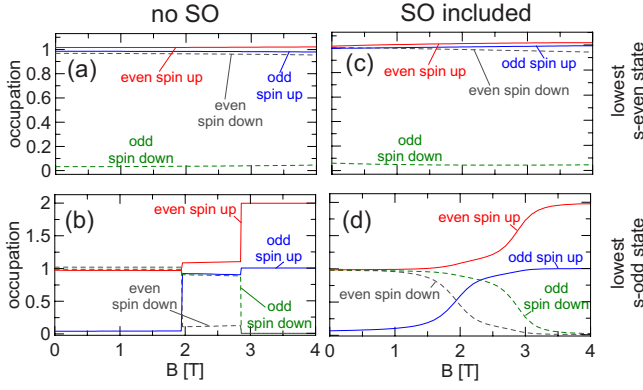 no SO
SO included
occupation
1
0.8
0.6
0.4
0.2
0
(a)
even spin up
odd
spin up
even
spin down
odd
spin down
0
1
2
3
4
B [T]
(c)
even spin up
odd spin up
even spin down
odd
spin down
lowest
s-even state
occupation
2
1.5
1
0.5
0
(b)
even spin up
odd
spin up
even
spin down
odd
spin down
(d)
even spin up
odd spin up
even spin down
odd
spin down
0
1
2
3
4
B [T]
lowest
s-odd state